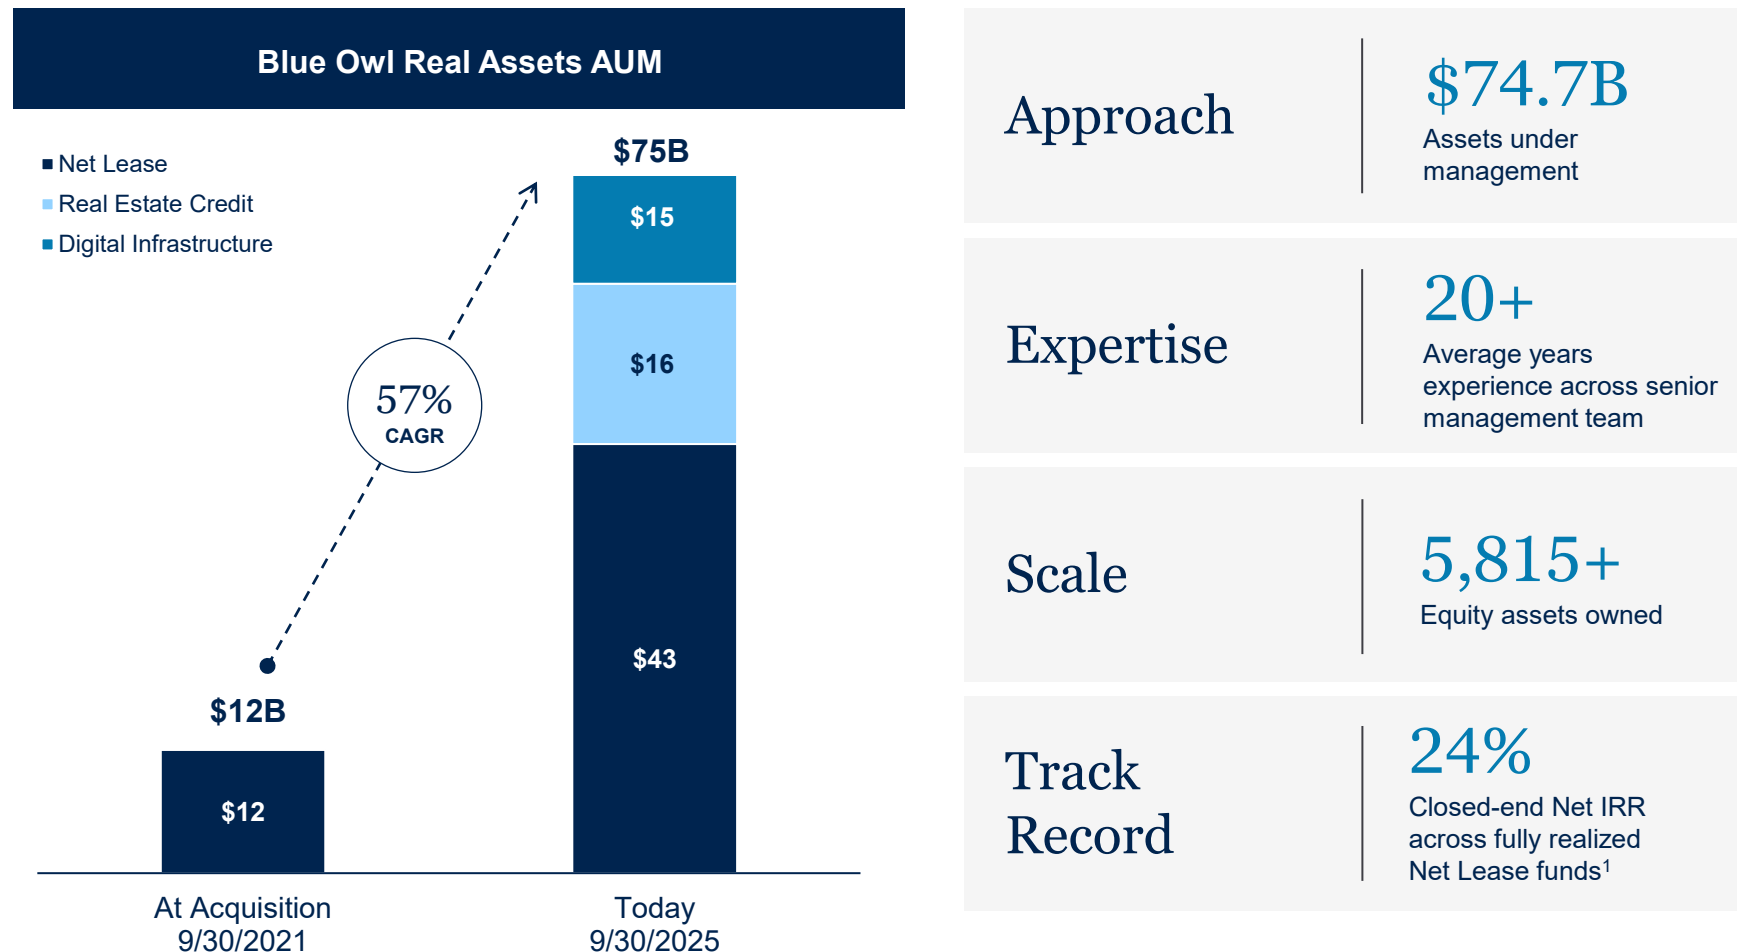 Blue Owl Real Assets AUM
Net Lease
Real Estate Credit
Digital Infrastructure
$75B
$15
$16
$43
57%
CAGR
$12B
$12
At Acquisition
9/30/2021
Today
9/30/2025
Approach
$74.7B
Assets under
management
Expertise
20+
Average years
experience across senior
management team
Scale
5,815+
Equity assets owned
Track
Record
24%
Closed-end Net IRR
across fully realized
Net Lease funds¹